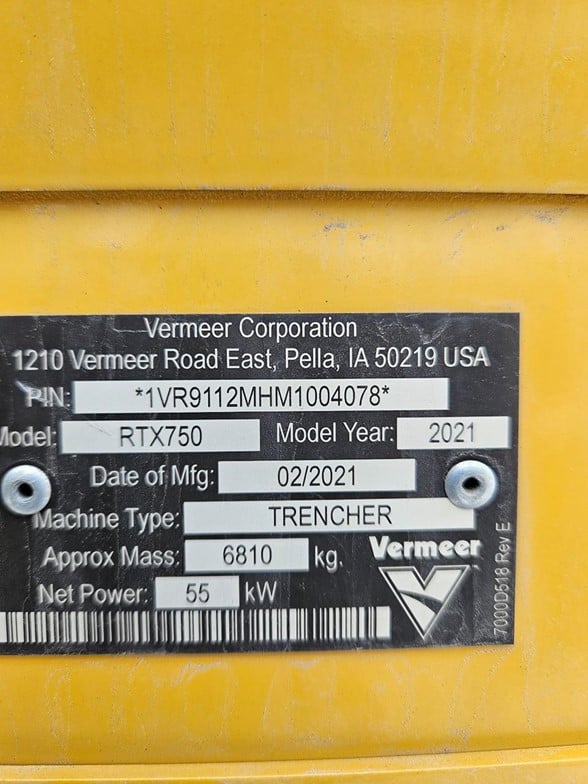 Vermeer Corporation
1210 Vermeer Road East, Pella, IA 50219 USA
PIN: *1VR9112MHM1004078*
Model: RTX750 Model Year: 2021
Date of Mfg: 02/2021
Machine Type: TRENCHER
Approx Mass: 6810 kg.
Vermeer
Net Power: 55 kW
7000D518 Rev E